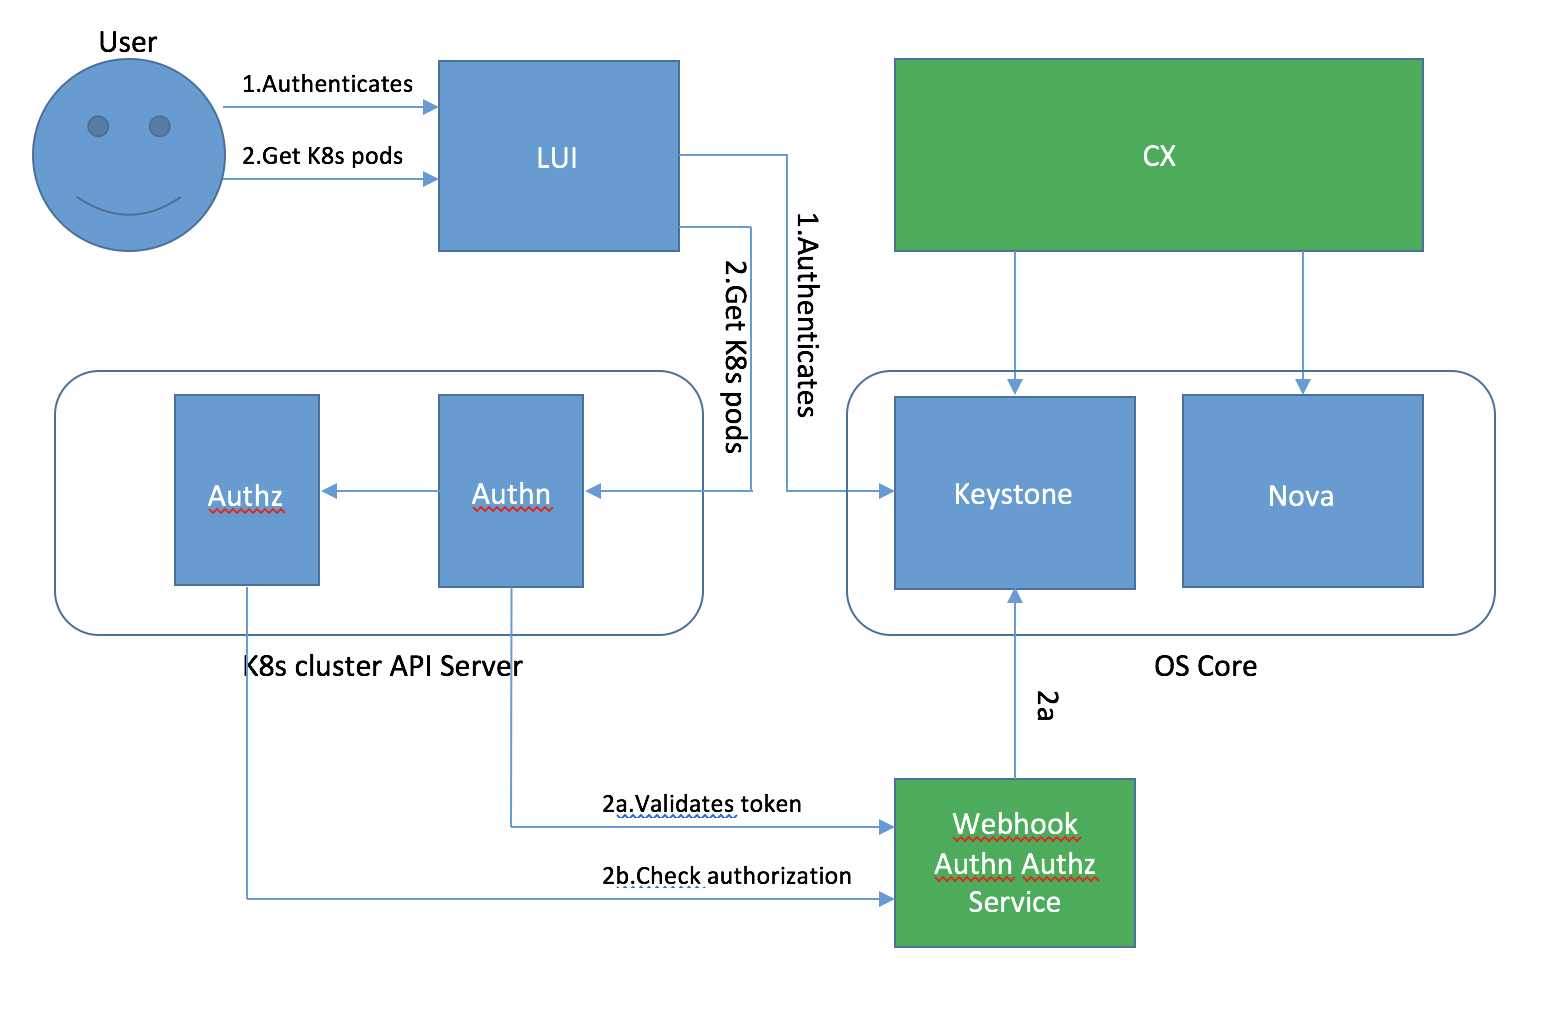 User
1.Authenticates
2.Get K8s pods
LUI
CX
1.Authenticates
2.Get K8s pods
Authz
Authn
Keystone
Nova
K8s cluster API Server
OS Core
2a
2a.Validates token
2b.Check authorization
Webhook
Authn Authz
Service